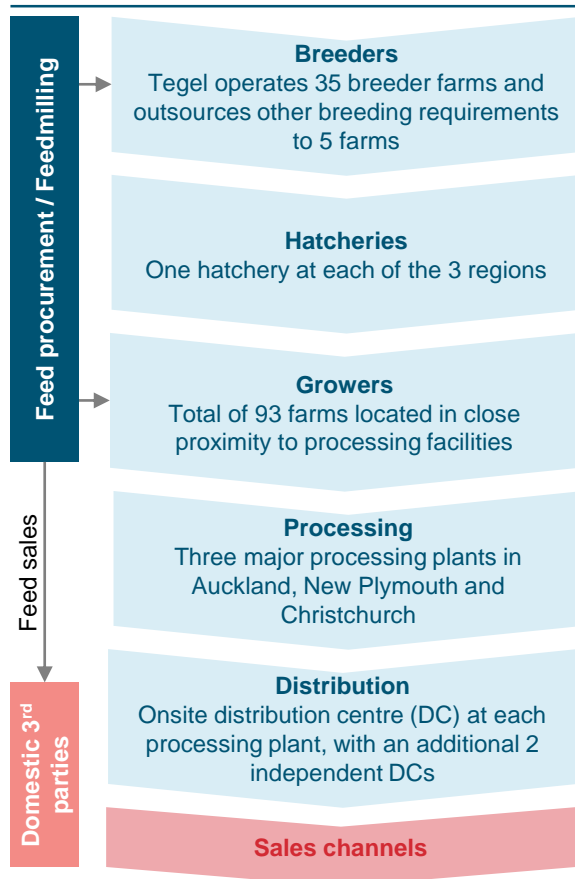 Feed procurement / Feedmilling
Breeders
Tegel operates 35 breeder farms and
outsources other breeding requirements
to 5 farms
Hatcheries
One hatchery at each of the 3 regions
Growers
Total of 93 farms located in close
proximity to processing facilities
Processing
Three major processing plants in
Auckland, New Plymouth and
Christchurch
Feed sales
Domestic 3rd
parties
Distribution
Onsite distribution centre (DC) at each
processing plant, with an additional 2
independent DCs
Sales channels